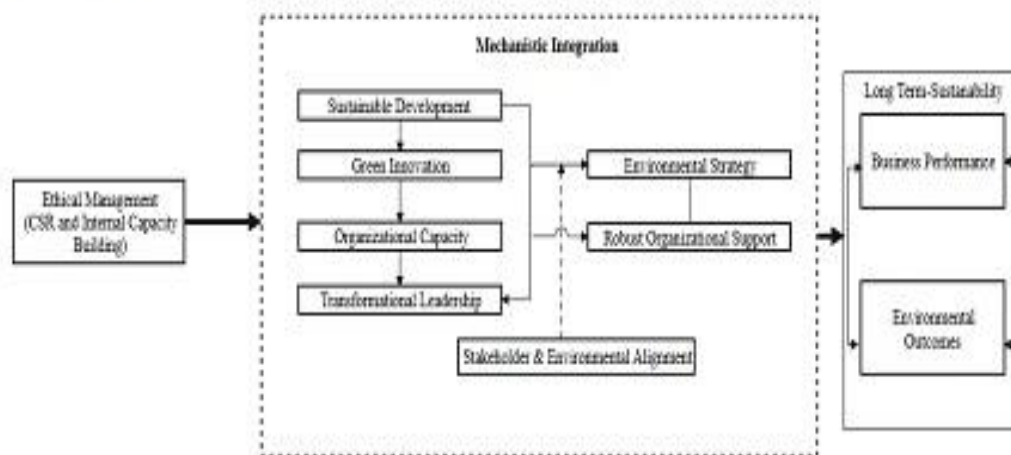 Mechanistic Integration
Sustainable Development
Green Innovation
Organizational Capacity
Transformational Leadership
Environmental Strategy
Robust Organizational Support
Stakeholder & Environmental Alignment
Ethical Management
(CSR and Internal Capacity
Building)
Long Term-Sustanability
Business Performance
Environmental
Outcomes